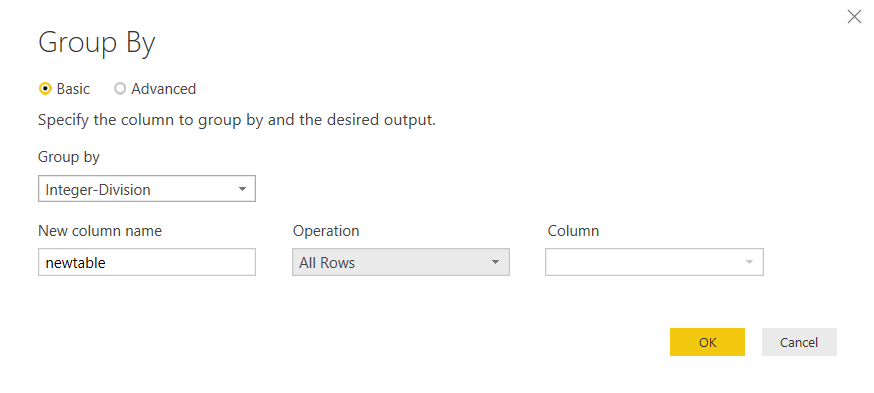 Group By
Basic Advanced
Specify the column to group by and the desired output.
Group by
Integer-Division
New column name Operation Column
newtable All Rows
OK Cancel